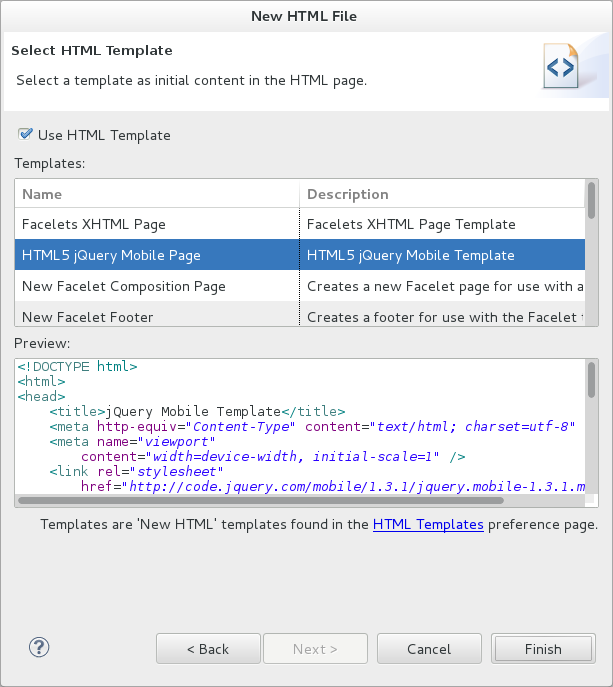 New HTML File
Select HTML Template
Select a template as initial content in the HTML page.
Use HTML Template
Templates:
Name Description
Facelets XHTML Page Facelets XHTML Page Template
HTML5 jQuery Mobile Page HTML5 jQuery Mobile Template
New Facelet Composition Page Creates a new Facelet page for use with a
New Facelet Footer Creates a footer for use with the Facelet
Preview:
<!DOCTYPE html>
<html>
<head>
<title>jQuery Mobile Template</title>
<meta http-equiv="Content-Type" content="text/html; charset=utf-8"
<meta name="viewport"
content="width=device-width, initial-scale=1" />
<link rel="stylesheet"
href="http://code.jquery.com/mobile/1.3.1/jquery.mobile-1.3.1.m
Templates are 'New HTML' templates found in the HTML Templates preference page.
? < Back Next > Cancel Finish